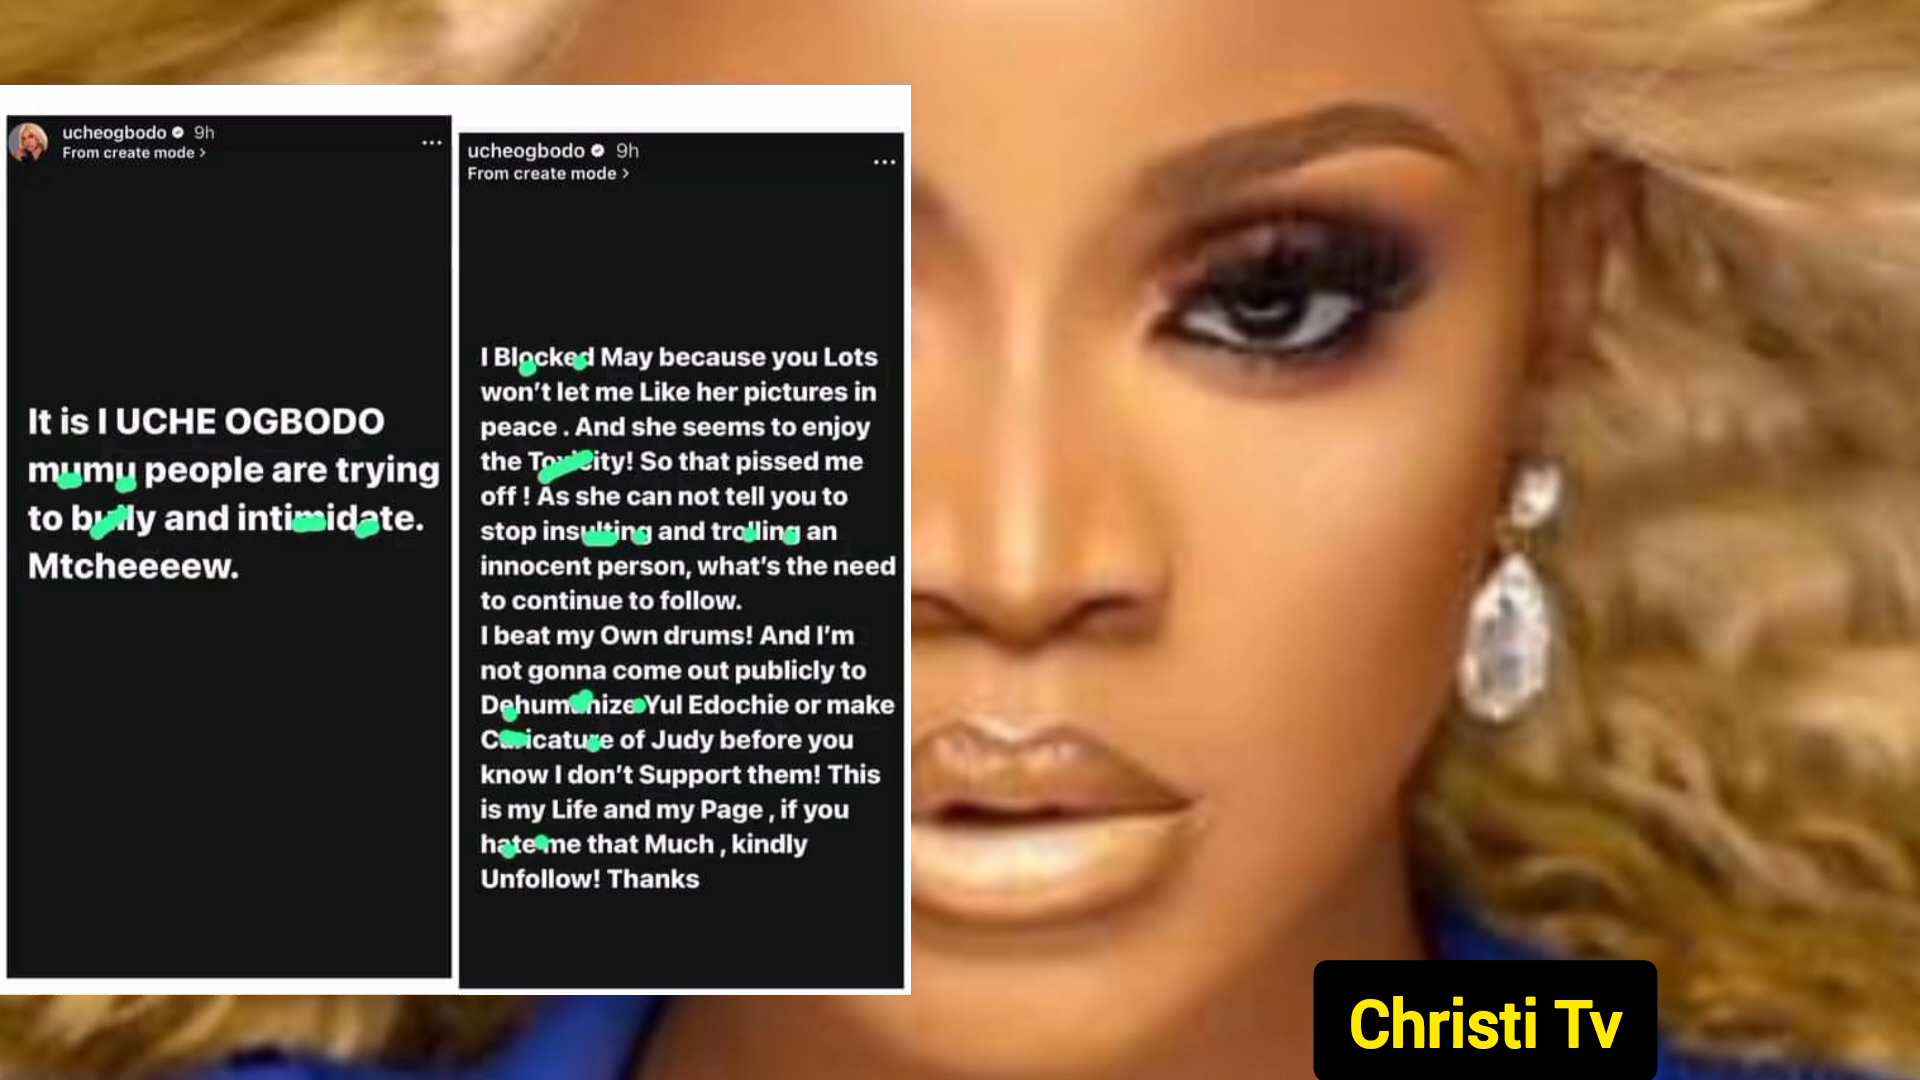 ucheogbodo 9h
From create mode >
It is I UCHE OGBODO
mumu people are trying
to bully and intimidate.
Mtcheeeew.
ucheogbodo 9h
From create mode >
I Blocked May because you Lots
won't let me Like her pictures in
peace . And she seems to enjoy
the Toxicity! So that pissed me
off ! As she can not tell you to
stop insulting and trolling an
innocent person, what's the need
to continue to follow.
I beat my Own drums! And I'm
not gonna come out publicly to
Dehumanize Yul Edochie or make
Caricature of Judy before you
know I don't Support them! This
is my Life and my Page , if you
hate me that Much , kindly
Unfollow! Thanks
Christi Tv